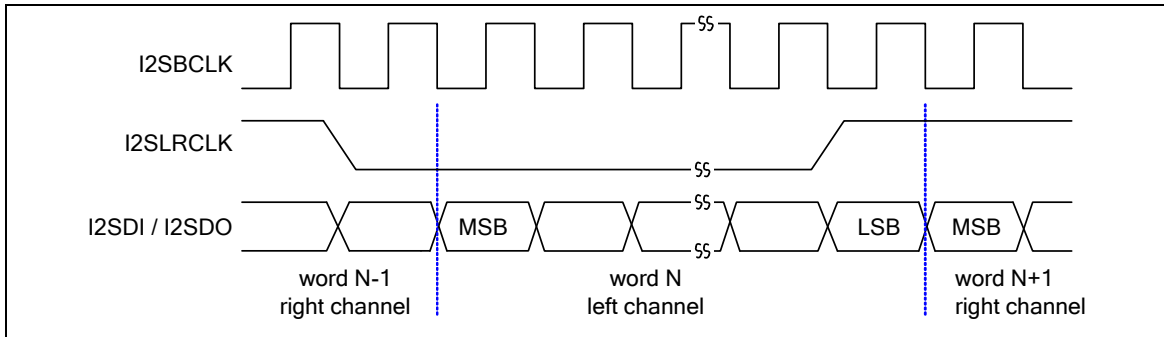 I2SBCLK
I2SLRCLK
I2SDI / I2SDO
MSB
LSB
MSB
word N-1
right channel
word N
left channel
word N+1
right channel